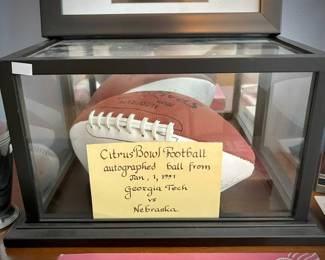 Citrus Bowl Football
autographed ball from
Jan, 1, 1991
Georgia Tech
vs
Nebraska